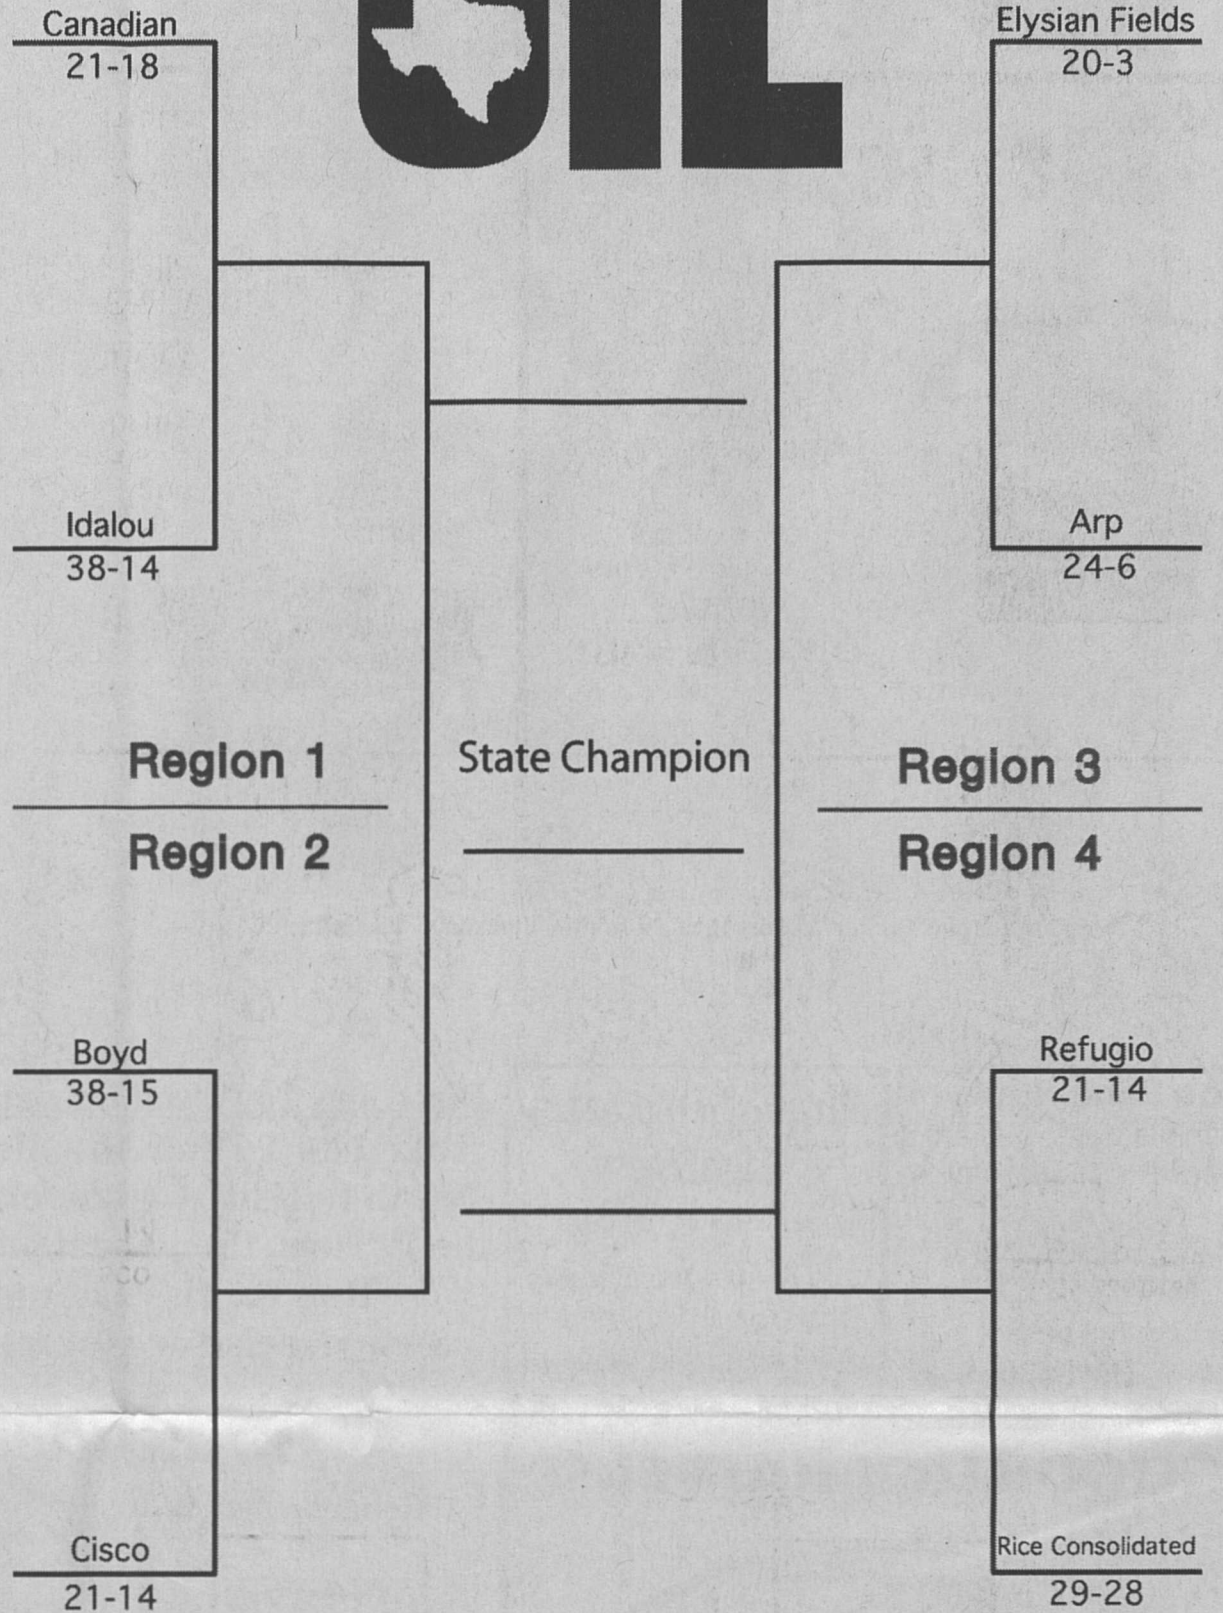 UIL
Canadian
21-18
Idalou
38-14
Region 1
Region 2
Boyd
38-15
Cisco
21-14
State Champion
Elysian Fields
20-3
Arp
24-6
Region 3
Region 4
Refugio
21-14
Rice Consolidated
29-28